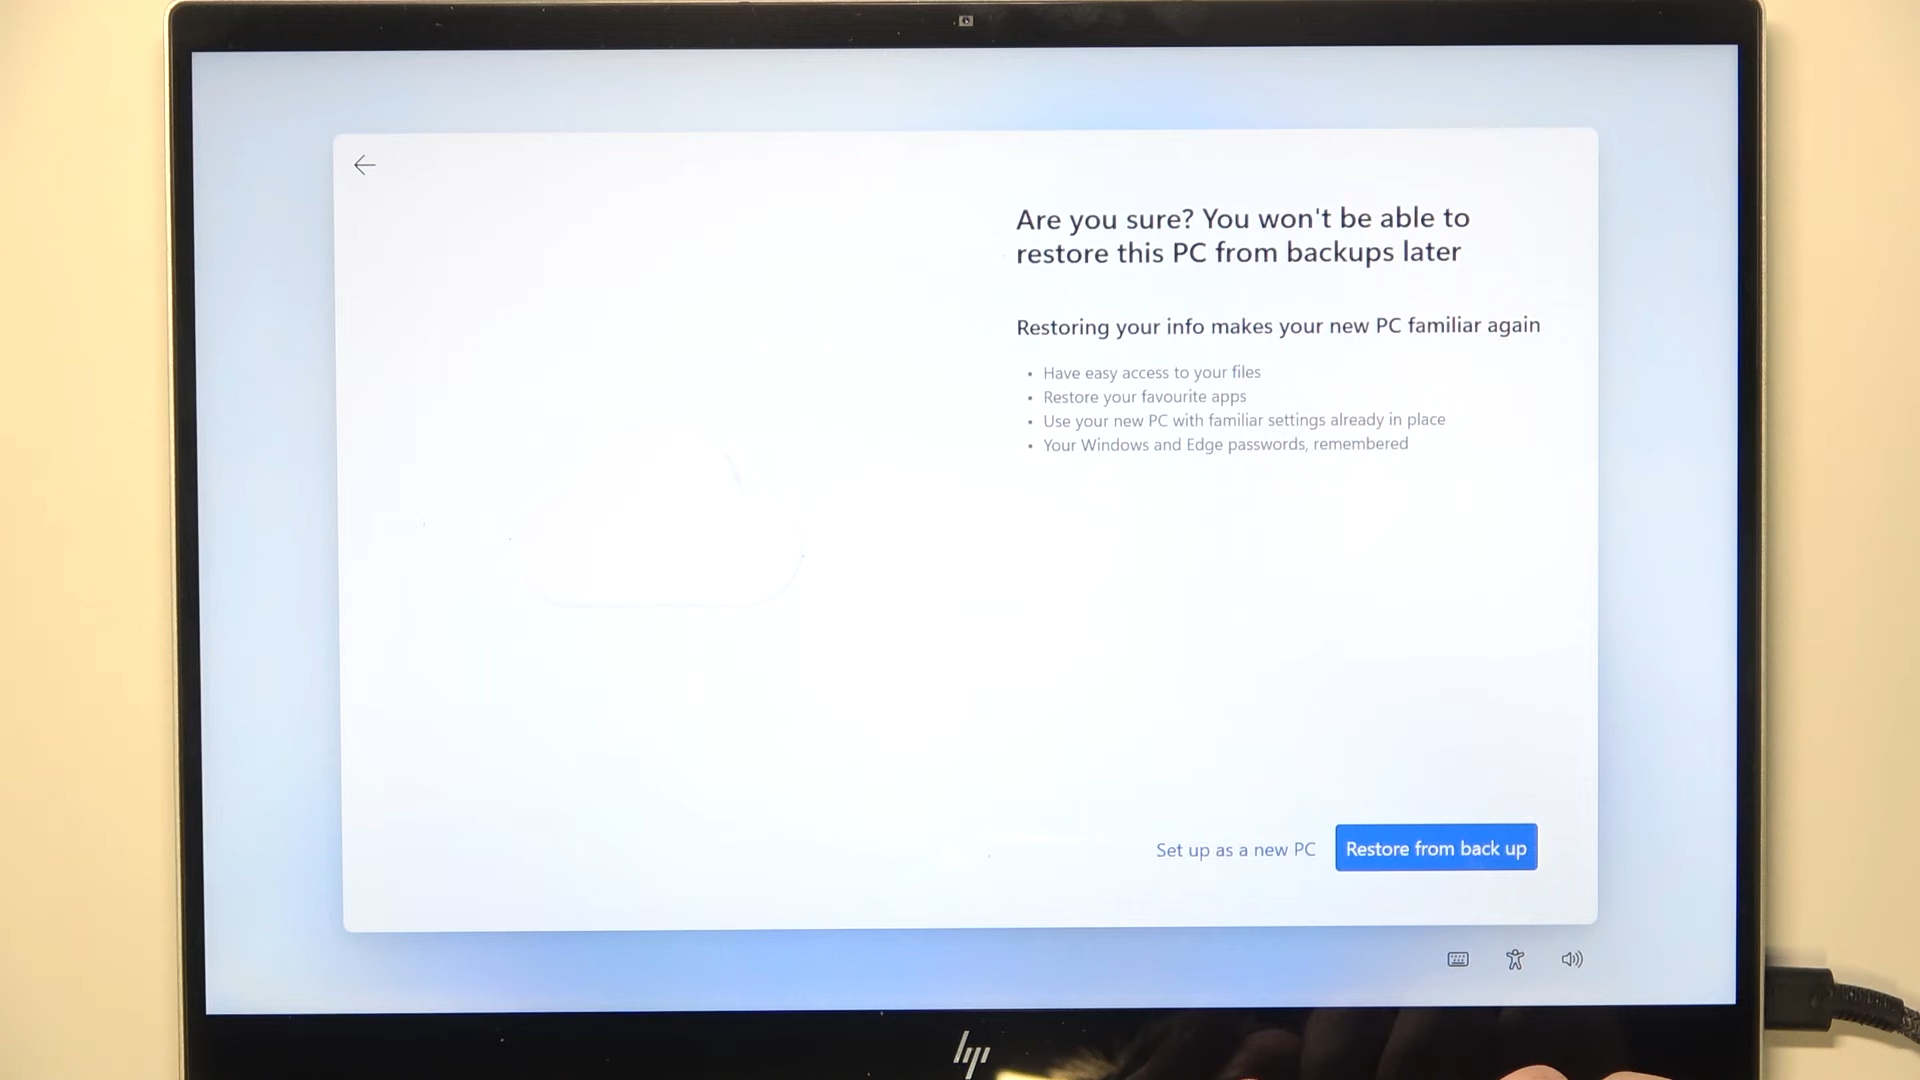 Are you sure? You won't be able to
restore this PC from backups later
Restoring your info makes your new PC familiar again
• Have easy access to your files
• Restore your favourite apps
• Use your new PC with familiar settings already in place
• Your Windows and Edge passwords, remembered
Set up as a new PC
Restore from back up
hp